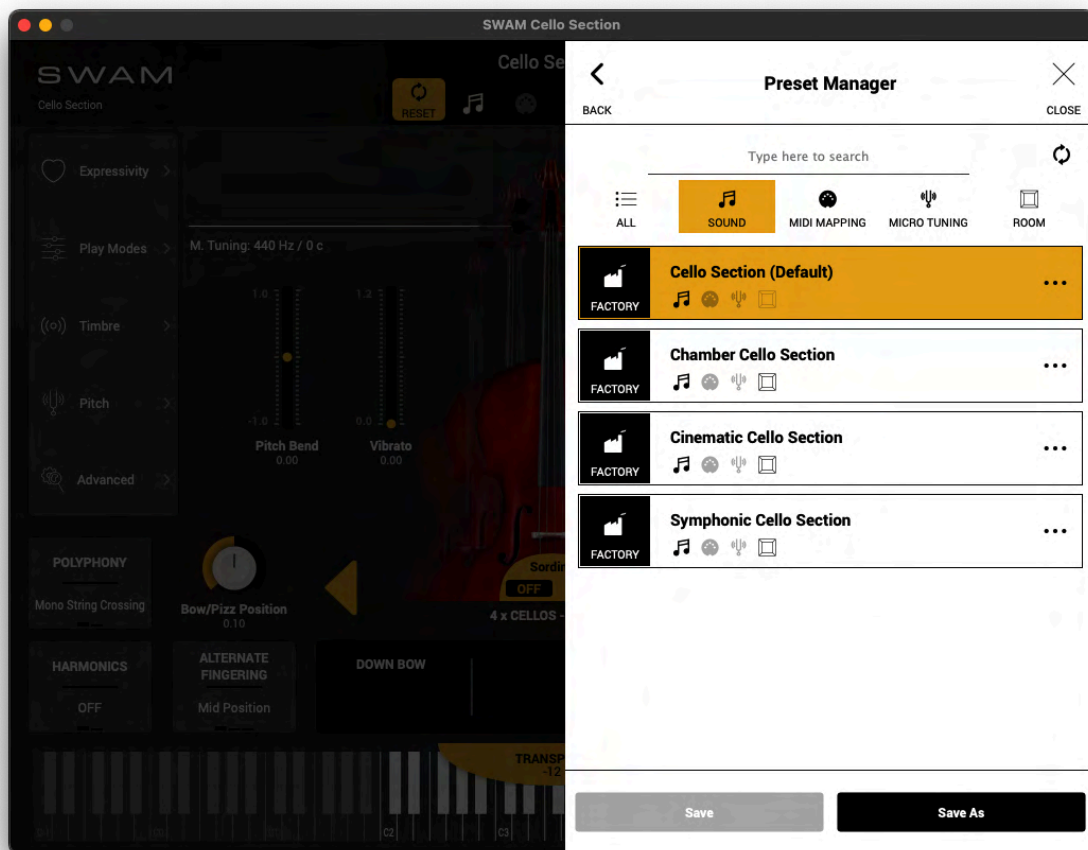 SWAM Cello Section
SWAM
Cello Section
Cello Se
RESET
Expressivity
Play Modes
Timbre
Pitch
Advanced
M. Tuning: 440 Hz / 0 c
1.0
1.2
-1.0
0.0
Pitch Bend
0.00
Vibrato
0.00
POLYPHONY
Mono String Crossing
Bow/Pizz Position
0.10
Sordin
OFF
4 x CELLOS -
HARMONICS
OFF
ALTERNATE
FINGERING
Mid Position
DOWN BOW
TRANSP
-12
C2
C3
BACK
Preset Manager
CLOSE
Type here to search
ALL
SOUND
MIDI MAPPING
MICRO TUNING
ROOM
FACTORY
Cello Section (Default)
FACTORY
Chamber Cello Section
FACTORY
Cinematic Cello Section
FACTORY
Symphonic Cello Section
Save
Save As